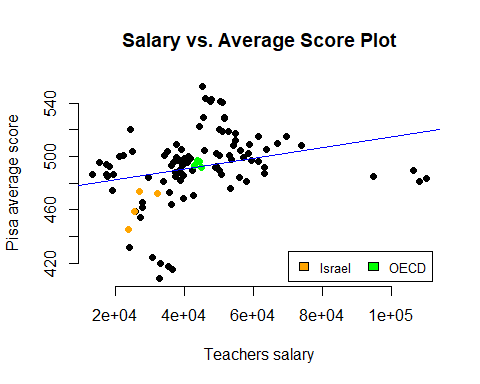 Salary vs. Average Score Plot
Pisa average score
540
500
460
420
Israel OECD
2e+04 4e+04 6e+04 8e+04 1e+05
Teachers salary